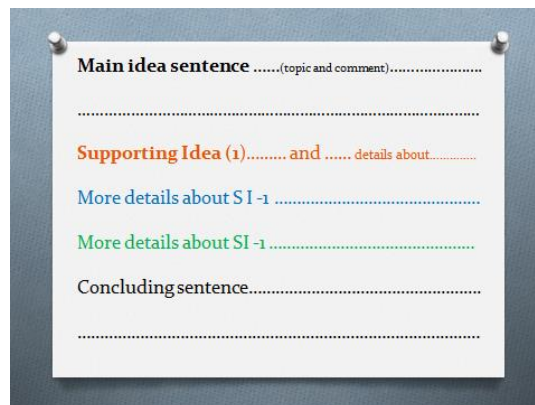 Main idea sentence ......(topic and comment)......................
................................................................................
Supporting Idea (1)......... and ...... details about..............
More details about S I -1 ...............................................
More details about SI -1 ...............................................
Concluding sentence.....................................................
................................................................................